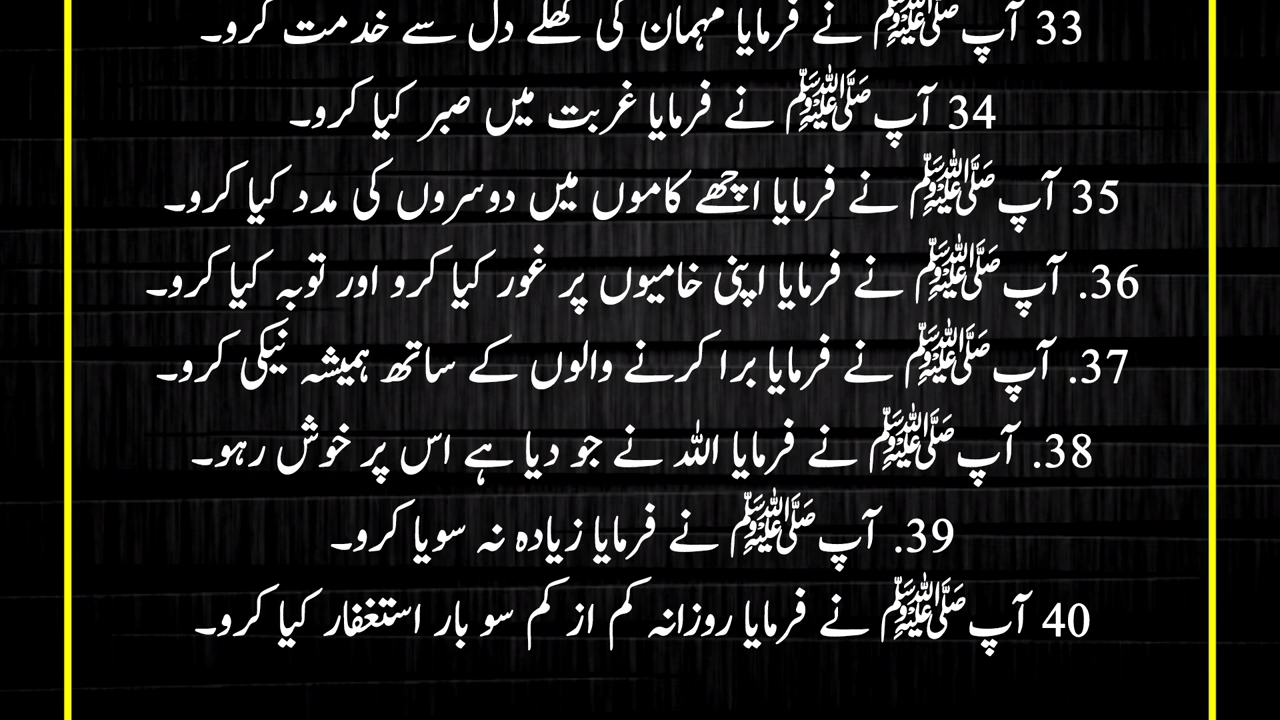 33 آپ ﷺ نے فرمایا مہمان کی کھلے دل سے خدمت کرو۔
34 آپ ﷺ نے فرمایا غربت میں صبر کیا کرو۔
35 آپ ﷺ نے فرمایا اچھے کاموں میں دوسروں کی مدد کیا کرو۔
36. آپ ﷺ نے فرمایا اپنی خامیوں پر غور کیا کرو اور توبہ کیا کرو۔
37. آپ ﷺ نے فرمایا برا کرنے والوں کے ساتھ ہمیشہ نیکی کرو۔
38. آپ ﷺ نے فرمایا اللہ نے جو دیا ہے اس پر خوش رہو۔
39. آپ ﷺ نے فرمایا زیادہ نہ سویا کرو۔
40 آپ ﷺ نے فرمایا روزانہ کم از کم سو بار استغفار کیا کرو۔